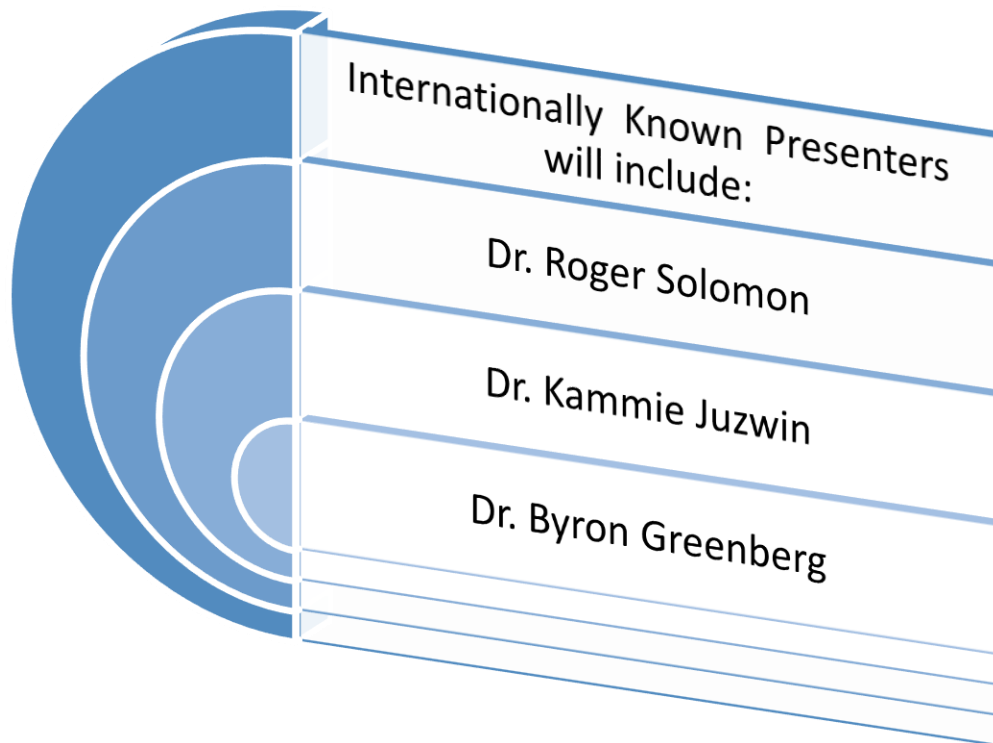 Internationally Known Presenters
will include:
Dr. Roger Solomon
Dr. Kammie Juzwin
Dr. Byron Greenberg